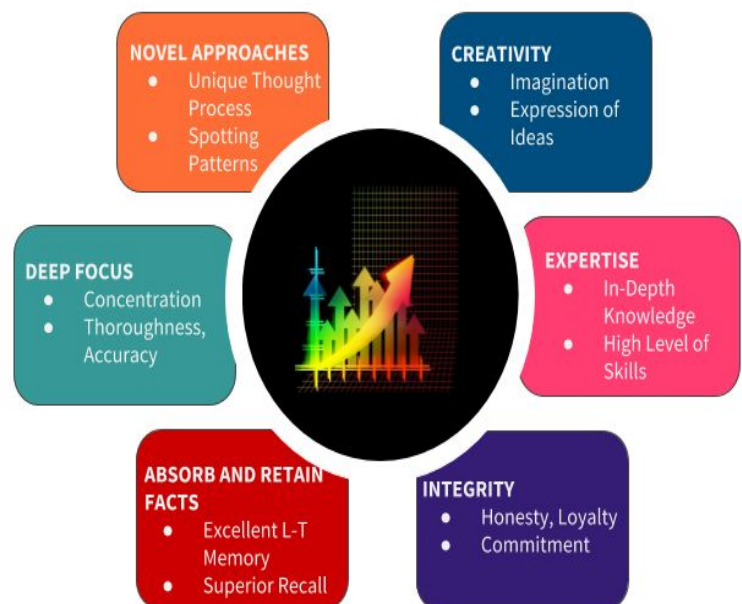 NOVEL APPROACHES
● Unique Thought
Process
● Spotting
Patterns
CREATIVITY
● Imagination
● Expression of
Ideas
DEEP FOCUS
● Concentration
● Thoroughness,
Accuracy
EXPERTISE
● In-Depth
Knowledge
● High Level of
Skills
ABSORB AND RETAIN
FACTS
● Excellent L-T
Memory
● Superior Recall
INTEGRITY
● Honesty, Loyalty
● Commitment